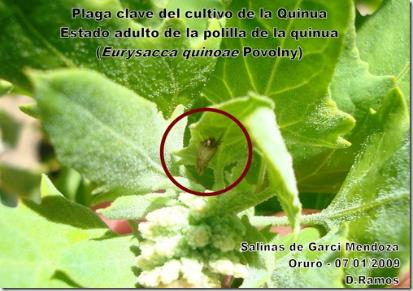 Plaga clave del cultivo de la Quinua
Estado adulto de la polilla de la quinua
(Eurysacca quinoae Povolny)
Salinas de Garci Mendoza
Oruro - 07 01 2009
D.Ramos